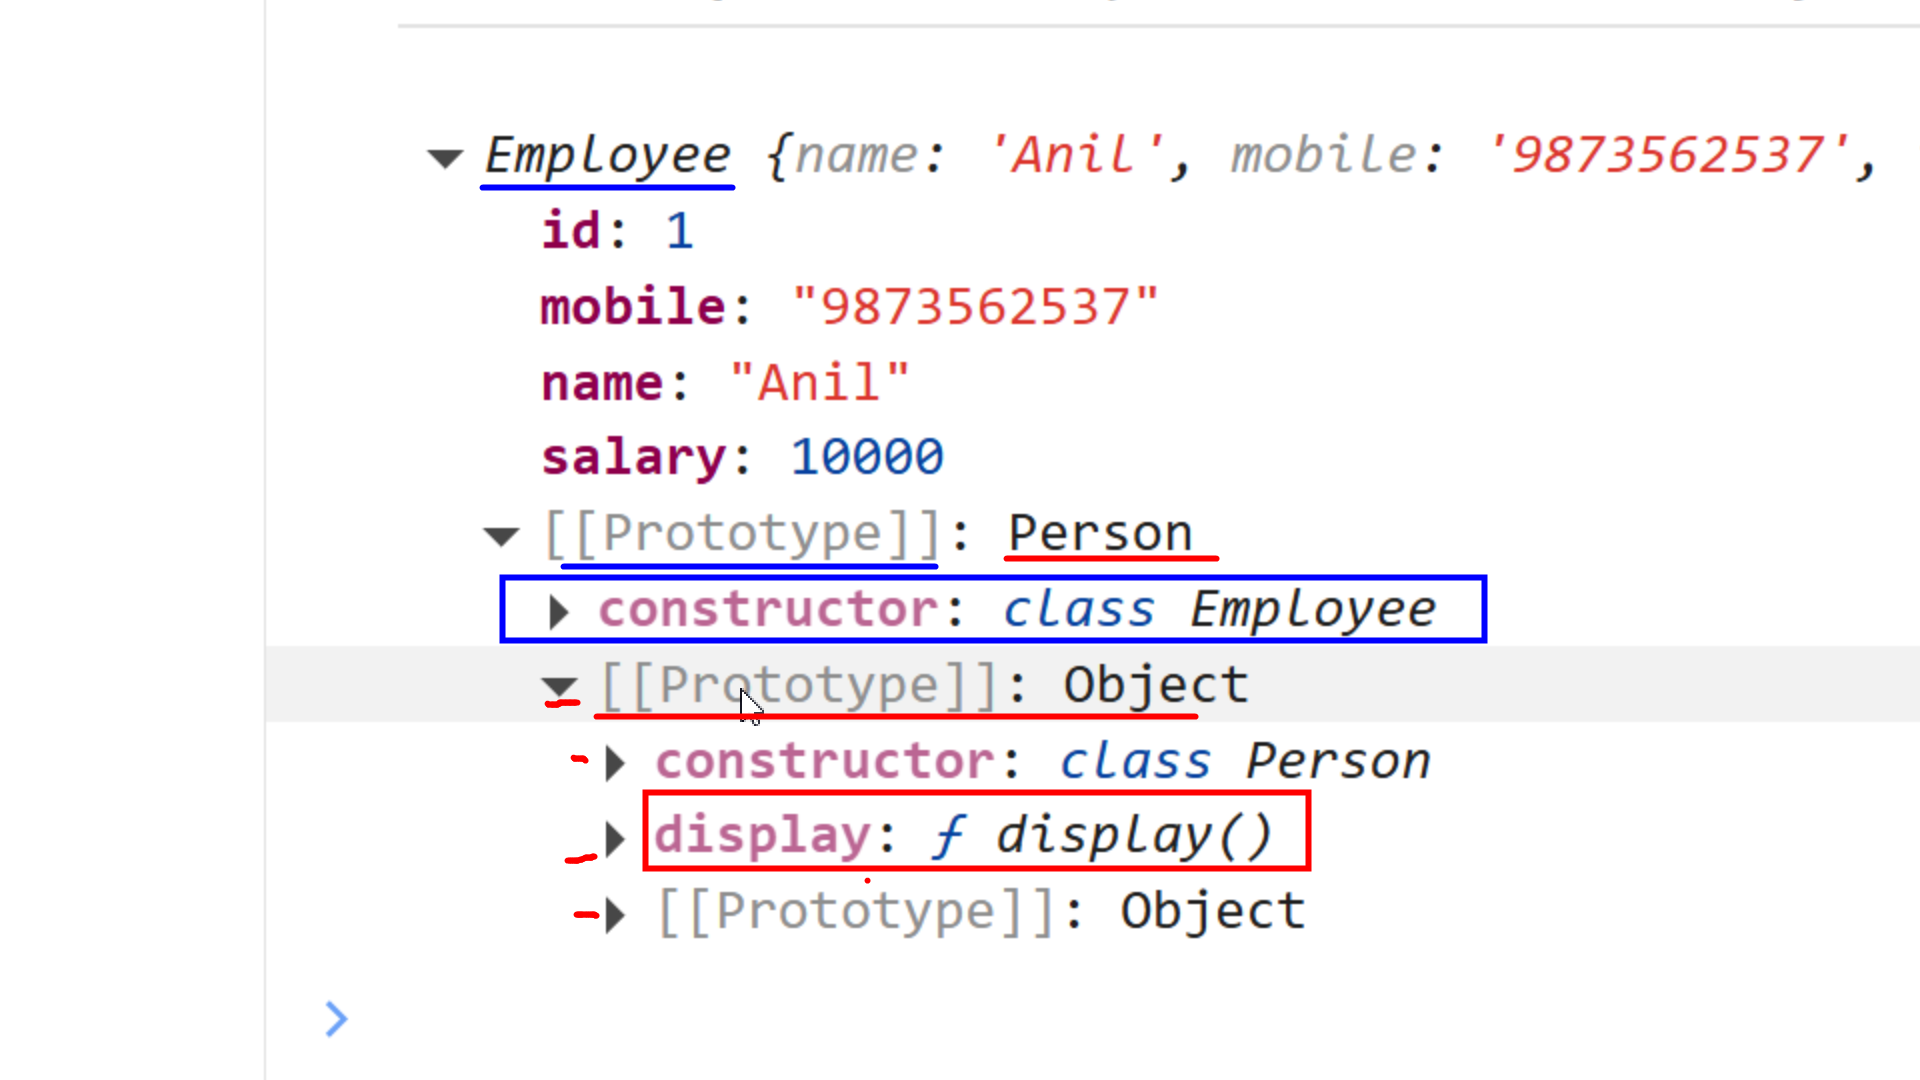 Employee {name: 'Anil', mobile: '9873562537',
id: 1
mobile: "9873562537"
name: "Anil"
salary: 10000
[[Prototype]]: Person
constructor: class Employee
[[Prototype]]: Object
constructor: class Person
display: ƒ display()
[[Prototype]]: Object